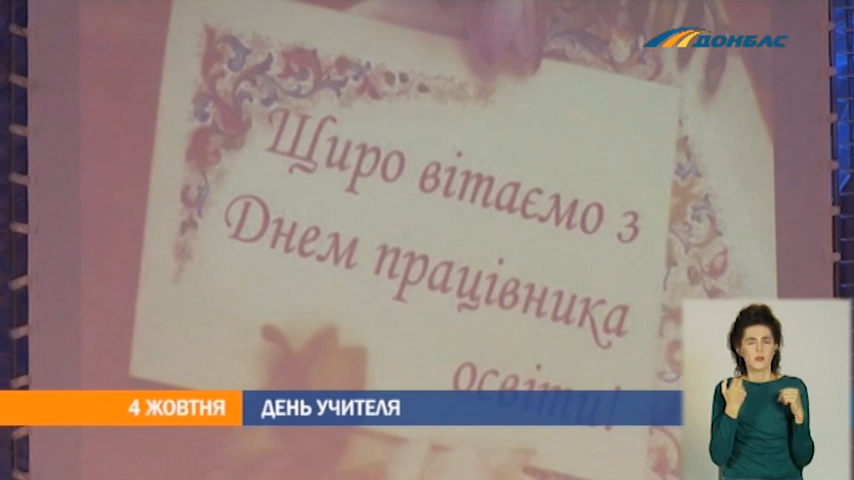 ДОНБАС
Щиро вітаємо з
Днем працівника
освіти!
4 ЖОВТНЯ
ДЕНЬ УЧИТЕЛЯ